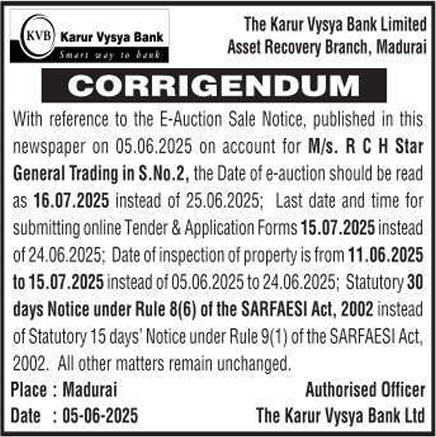 KVB Karur Vysya Bank
Smart way to bank
The Karur Vysya Bank Limited
Asset Recovery Branch, Madurai
CORRIGENDUM
With reference to the E-Auction Sale Notice, published in this
newspaper on 05.06.2025 on account for M/s. R C H Star
General Trading in S.No.2, the Date of e-auction should be read
as 16.07.2025 instead of 25.06.2025; Last date and time for
submitting online Tender & Application Forms 15.07.2025 instead
of 24.06.2025; Date of inspection of property is from 11.06.2025
to 15.07.2025 instead of 05.06.2025 to 24.06.2025; Statutory 30
days Notice under Rule 8(6) of the SARFAESI Act, 2002 instead
of Statutory 15 days' Notice under Rule 9(1) of the SARFAESI Act,
2002. All other matters remain unchanged.
Place : Madurai Authorised Officer
Date : 05-06-2025 The Karur Vysya Bank Ltd